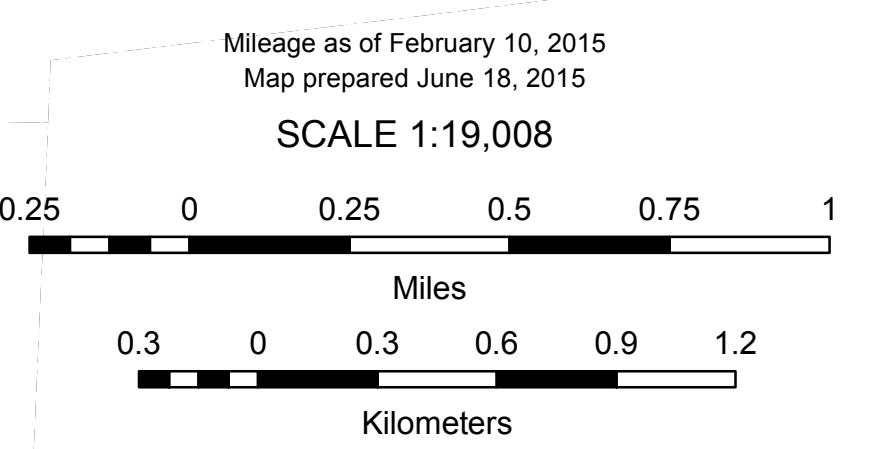 Mileage as of February 10, 2015
Map prepared June 18, 2015
SCALE 1:19,008
0.25 0 0.25 0.5 0.75 1
Miles
0.3 0 0.3 0.6 0.9 1.2
Kilometers